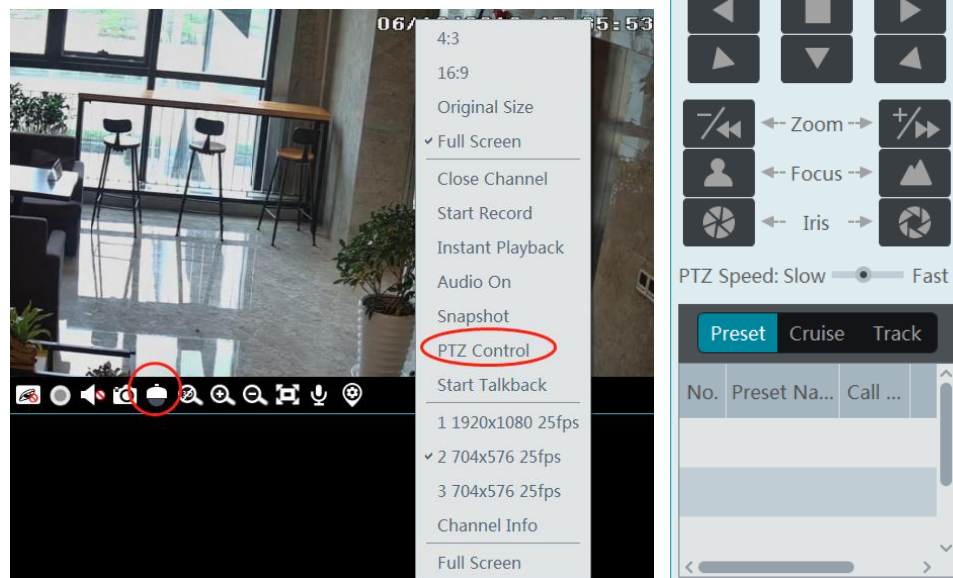 5:53
4:3
16:9
Original Size
Full Screen
Close Channel
Start Record
Instant Playback
Audio On
Snapshot
PTZ Control
Start Talkback
1 1920x1080 25fps
2 704x576 25fps
3 704x576 25fps
Channel Info
Full Screen
Zoom
Focus
Iris
PTZ Speed: Slow Fast
Preset Cruise Track
No. Preset Na... Call ...